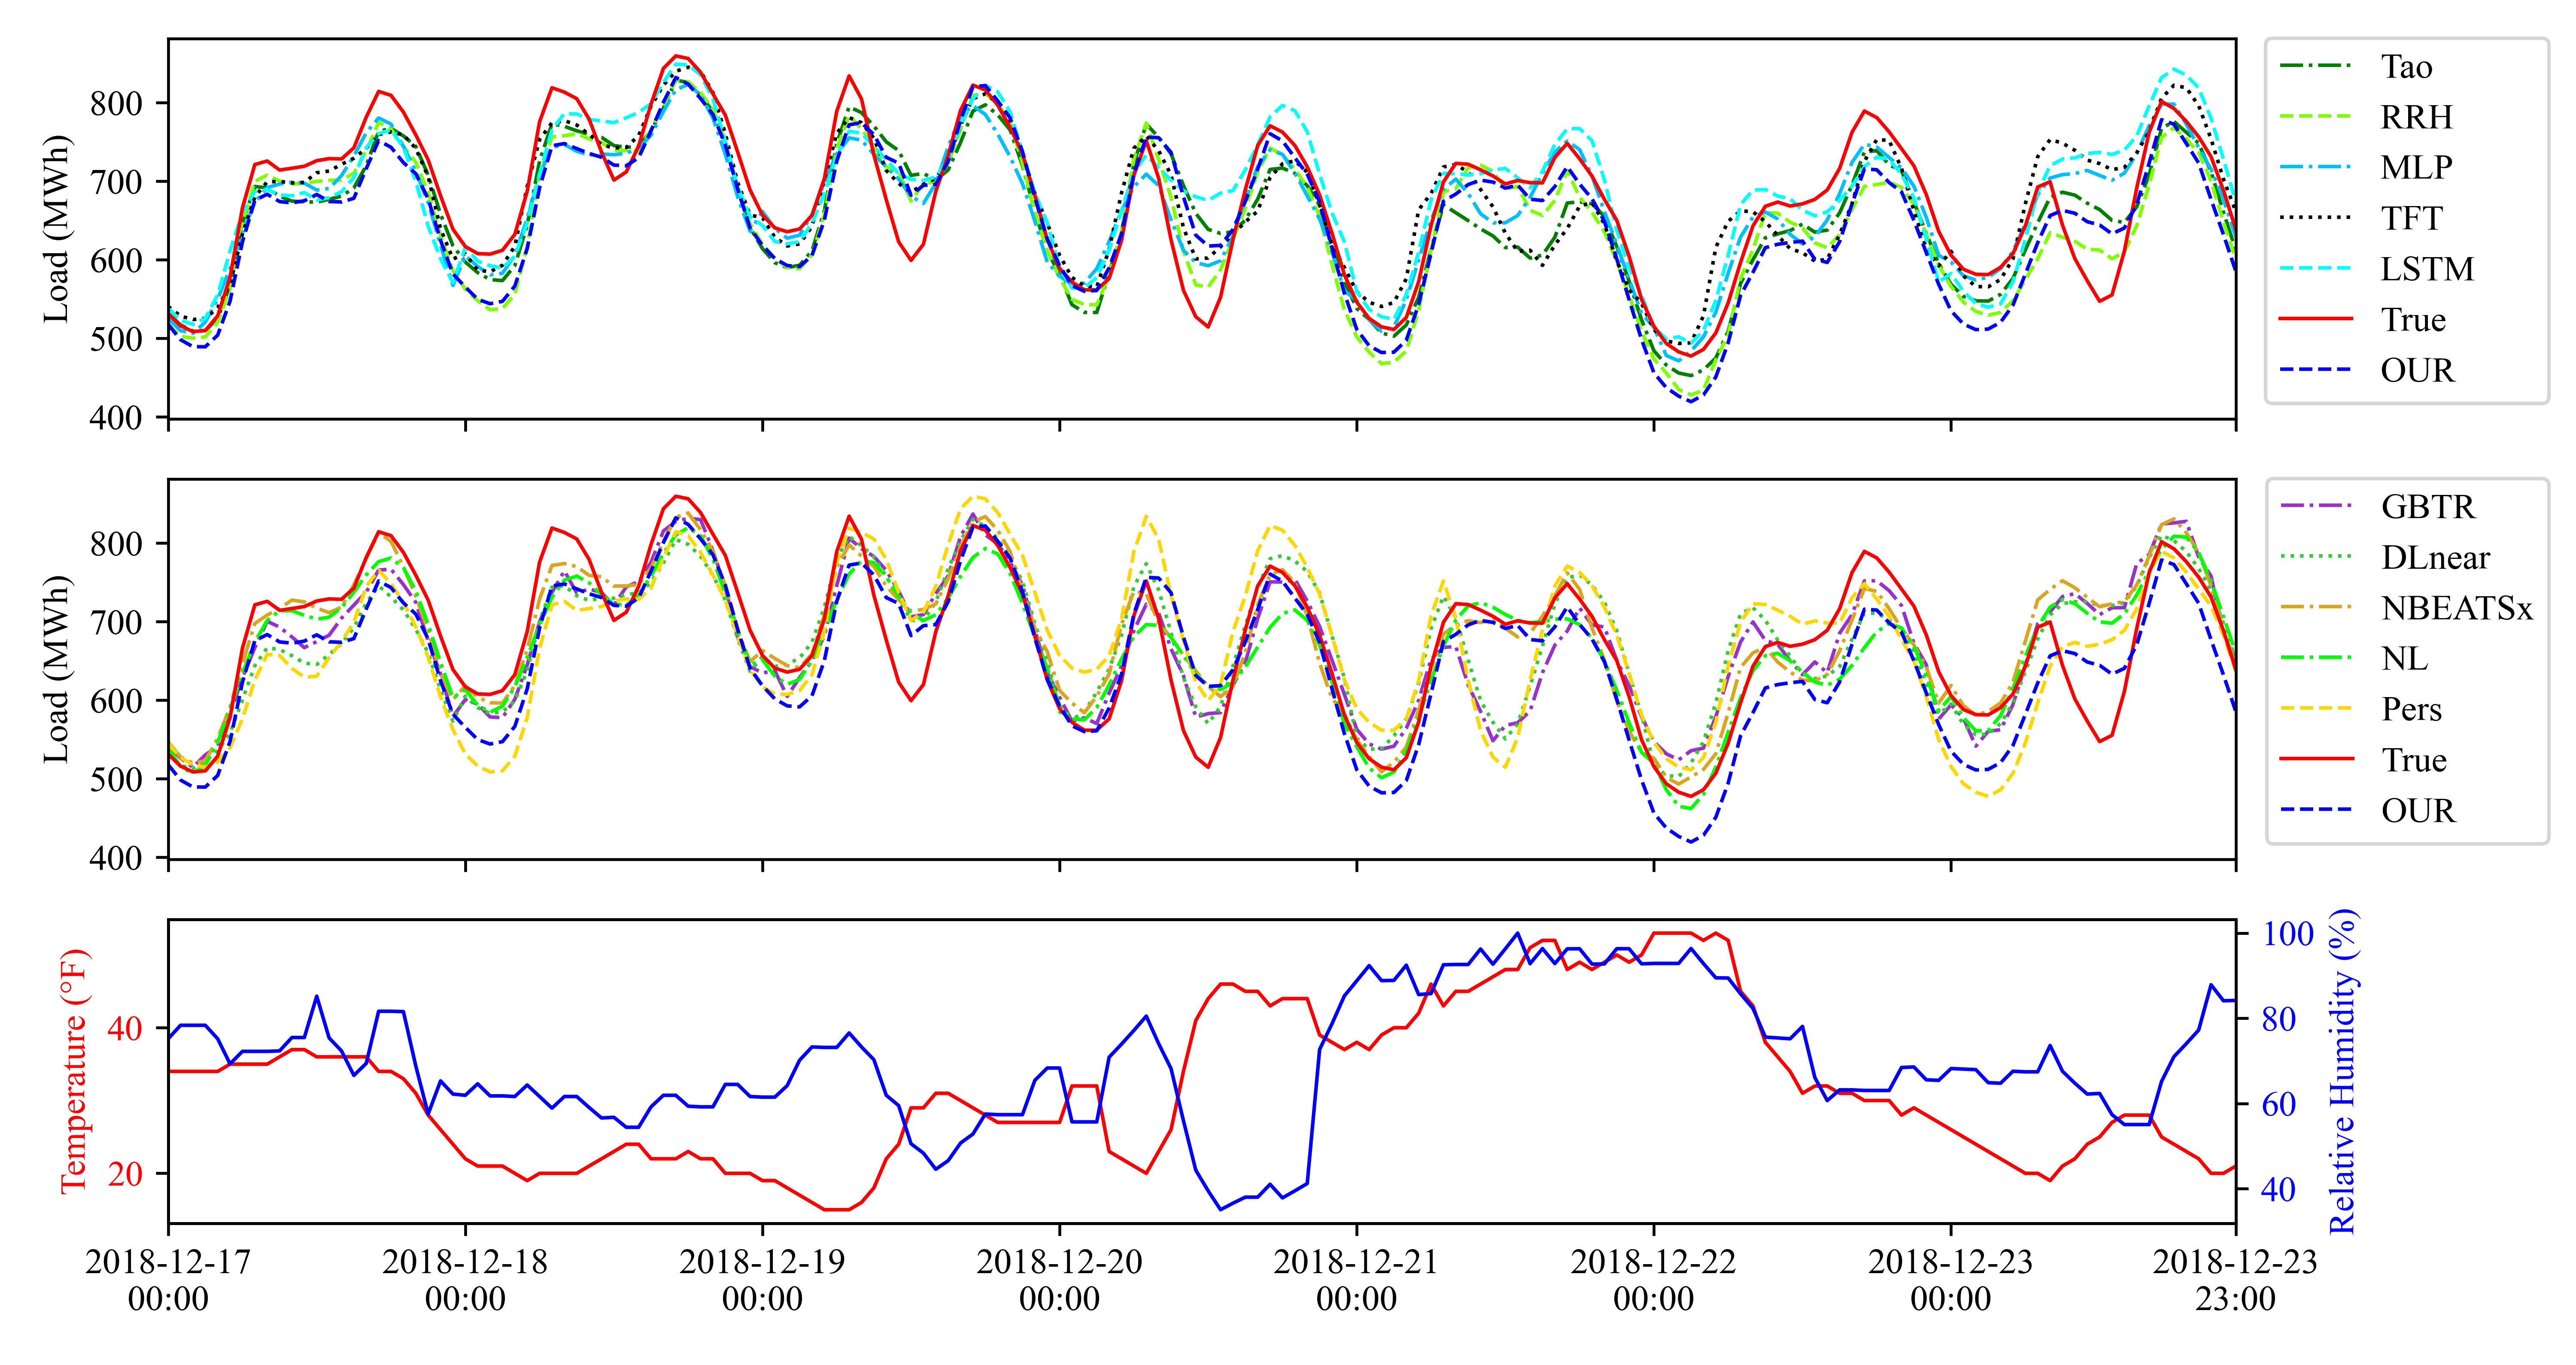 Load (MWh)
800
700
600
500
400
Tao
RRH
MLP
TFT
LSTM
True
OUR
Load (MWh)
800
700
600
500
400
GBTR
DLnear
NBEATSx
NL
Pers
True
OUR
Temperature (°F)
40
20
100
80
60
40
Relative Humidity (%)
2018-12-17 2018-12-18 2018-12-19 2018-12-20 2018-12-21 2018-12-22 2018-12-23 2018-12-23
00:00 00:00 00:00 00:00 00:00 00:00 00:00 23:00